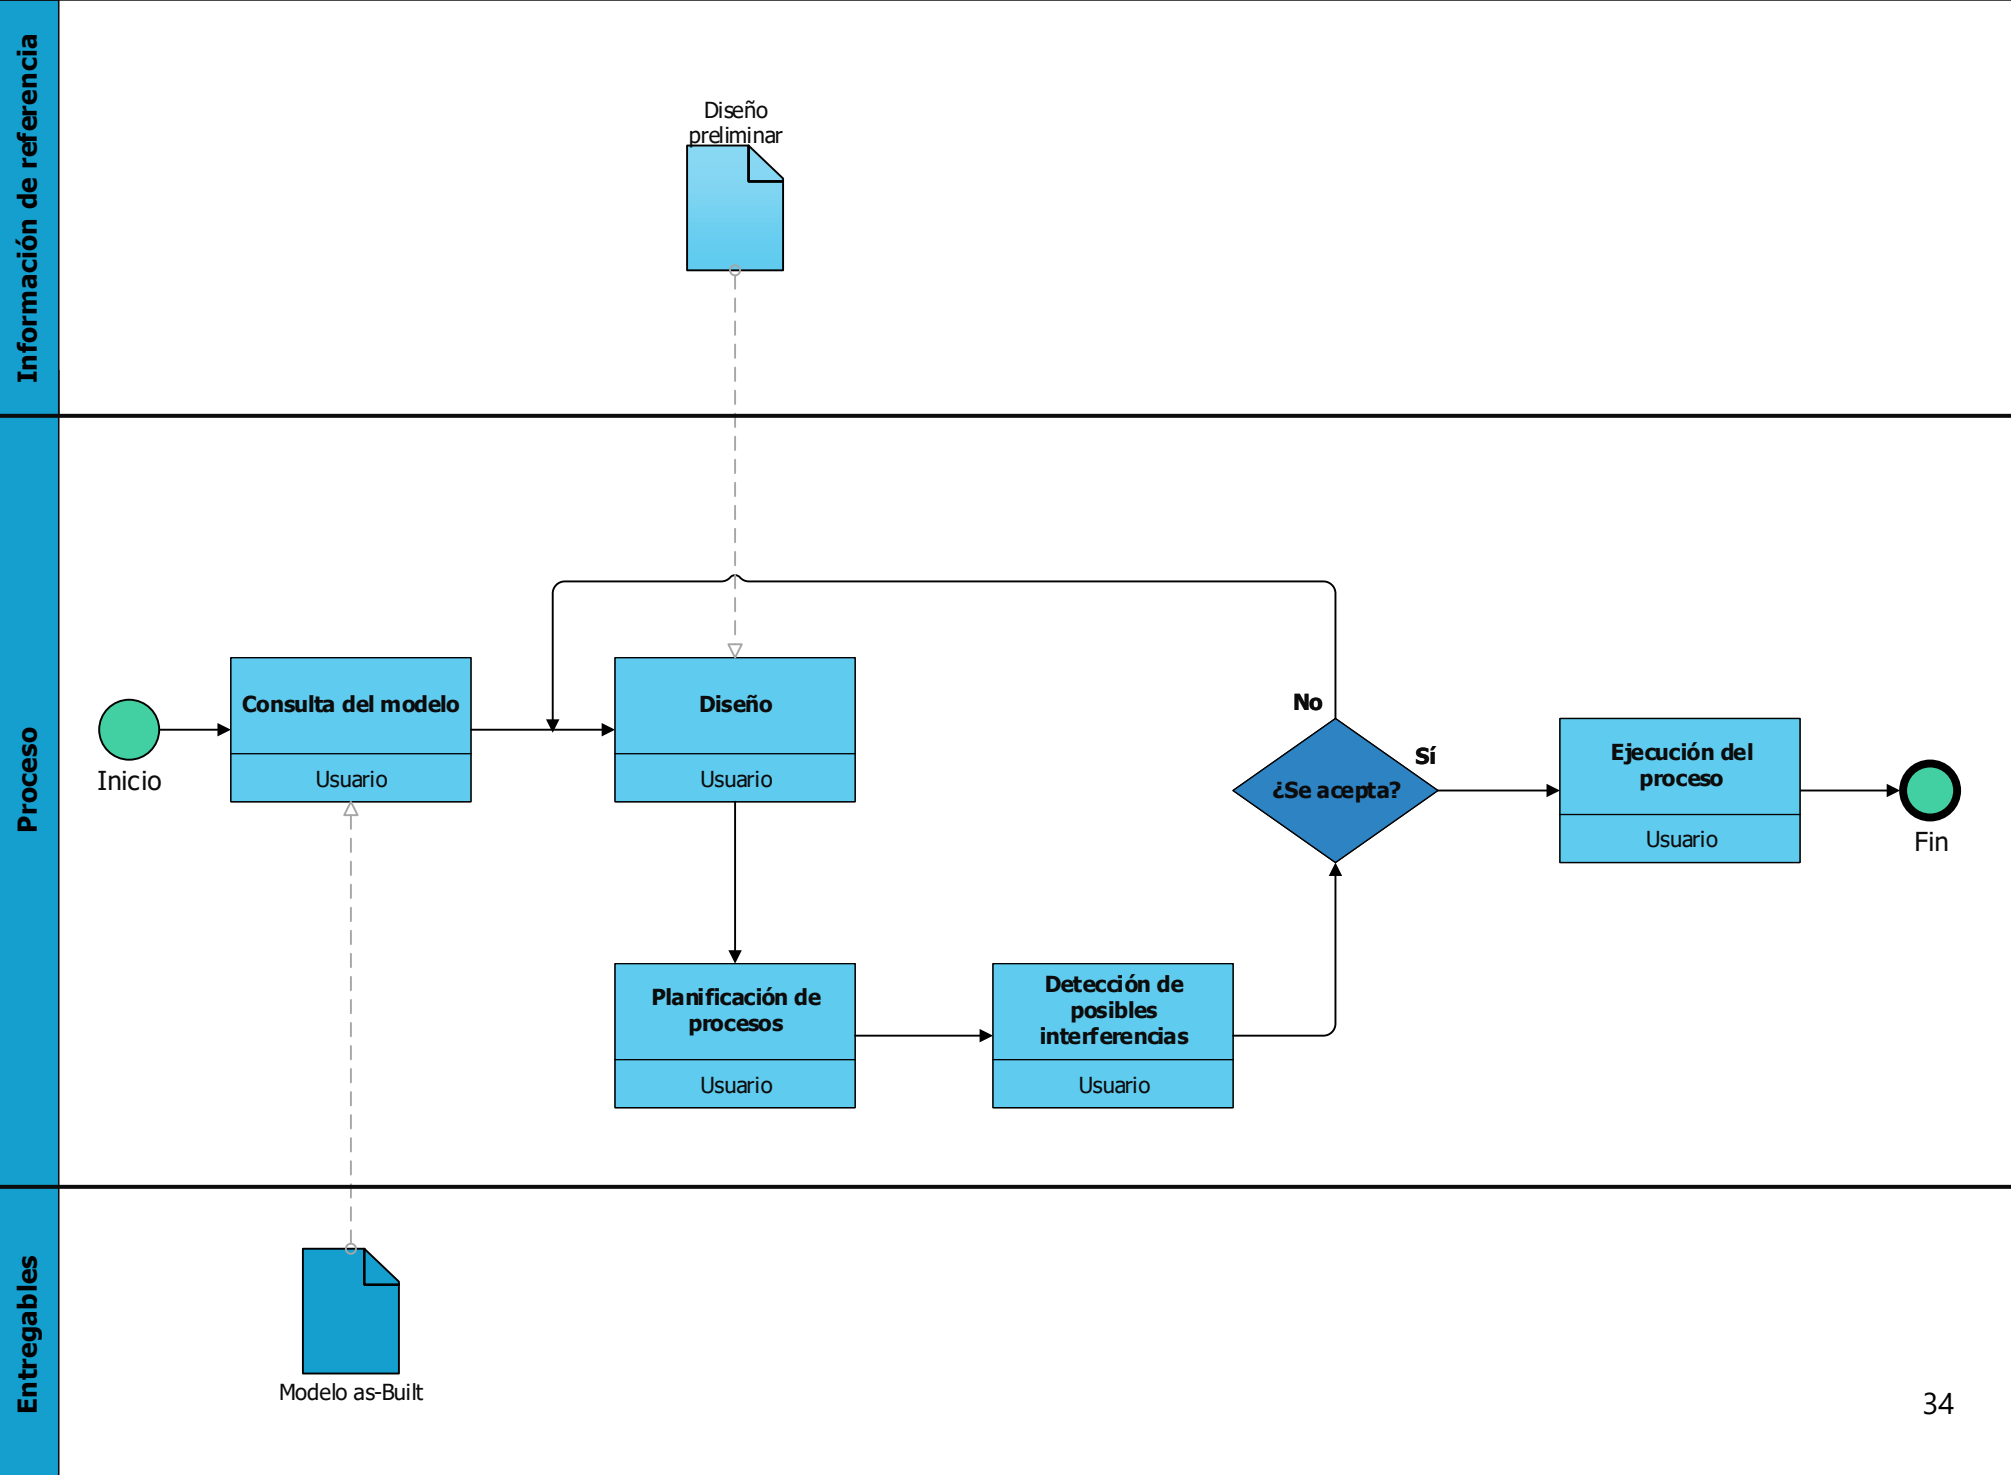 Información de referencia
Diseño
preliminar
Proceso
Inicio
Consulta del modelo
Usuario
Diseño
Usuario
Planificación de
procesos
Usuario
Detección de
posibles
interferencias
Usuario
No
¿Se acepta?
Sí
Ejecución del
proceso
Usuario
Fin
Entregables
Modelo as-Built
34